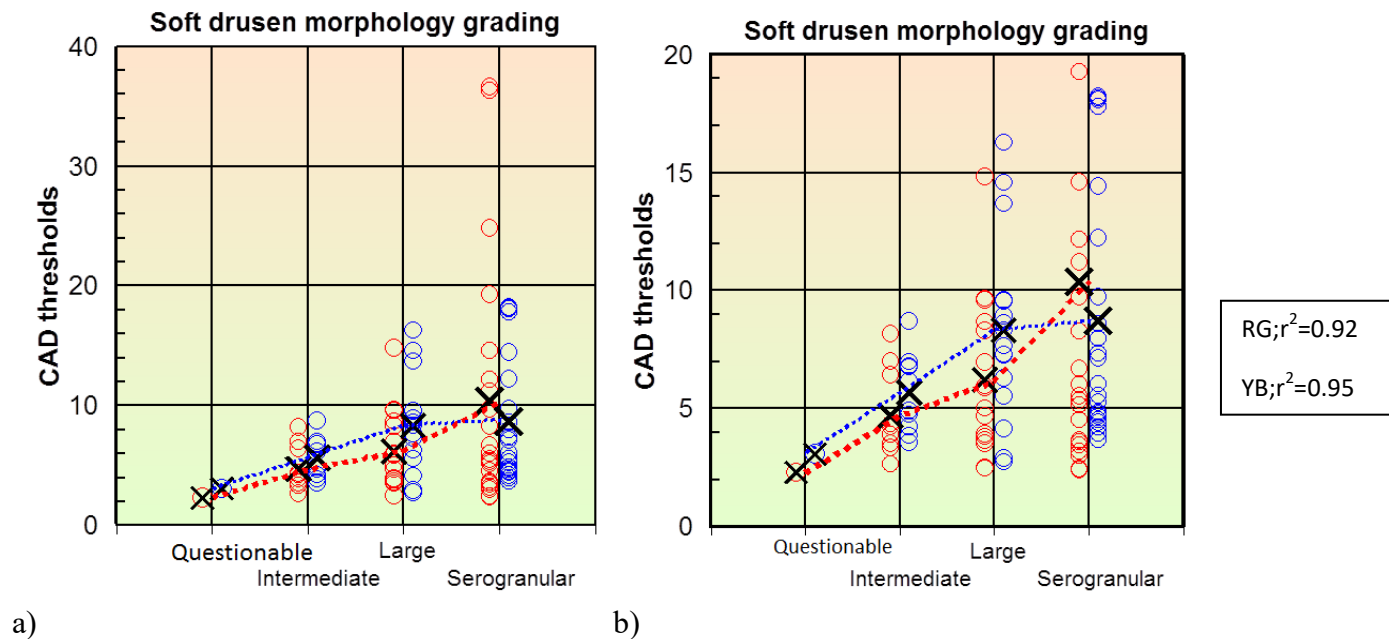 Soft drusen morphology grading
40
30
20
10
0
CAD thresholds
Questionable
Large
Intermediate
Serogranular
a)
Soft drusen morphology grading
20
15
10
5
0
CAD thresholds
Questionable
Large
Intermediate
Serogranular
b)
RG;r²=0.92
YB;r²=0.95